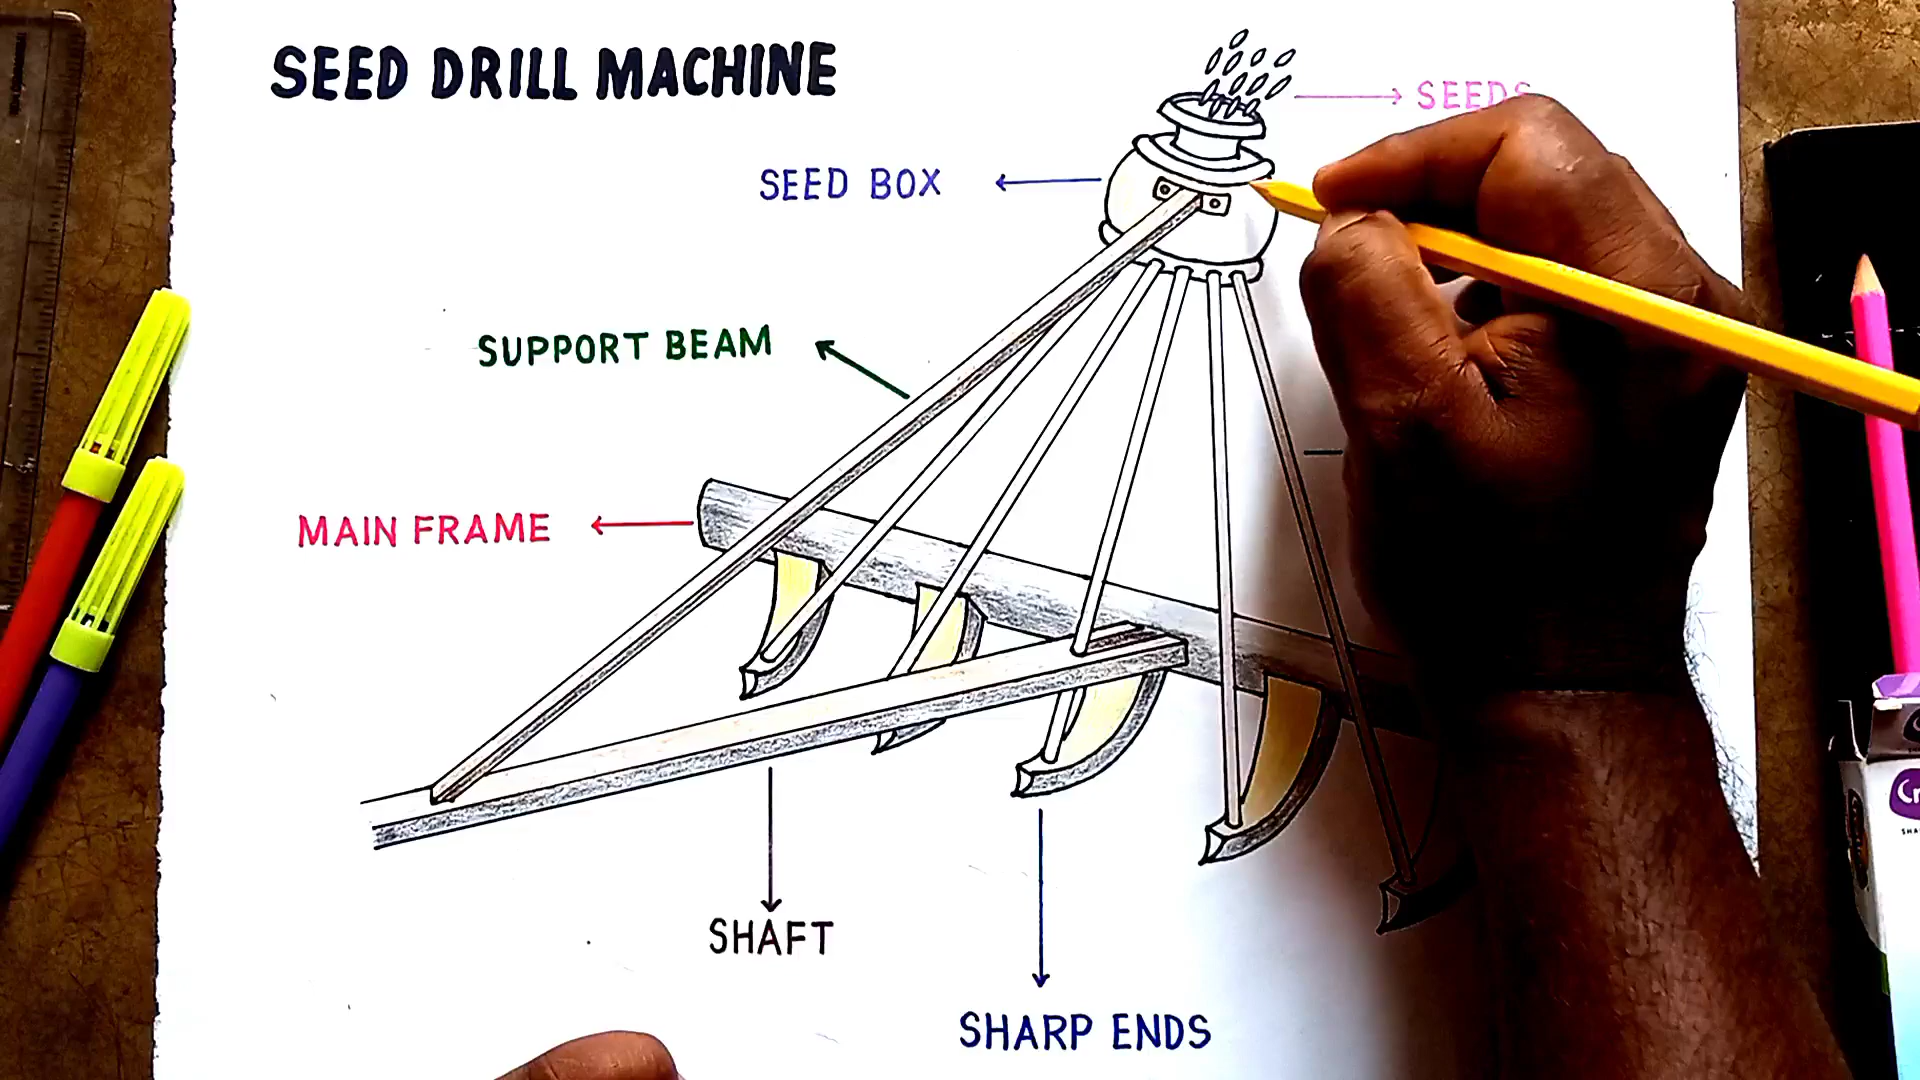 SEED DRILL MACHINE
SEEDS
SEED BOX
SUPPORT BEAM
MAIN FRAME
SHAFT
SHARP ENDS